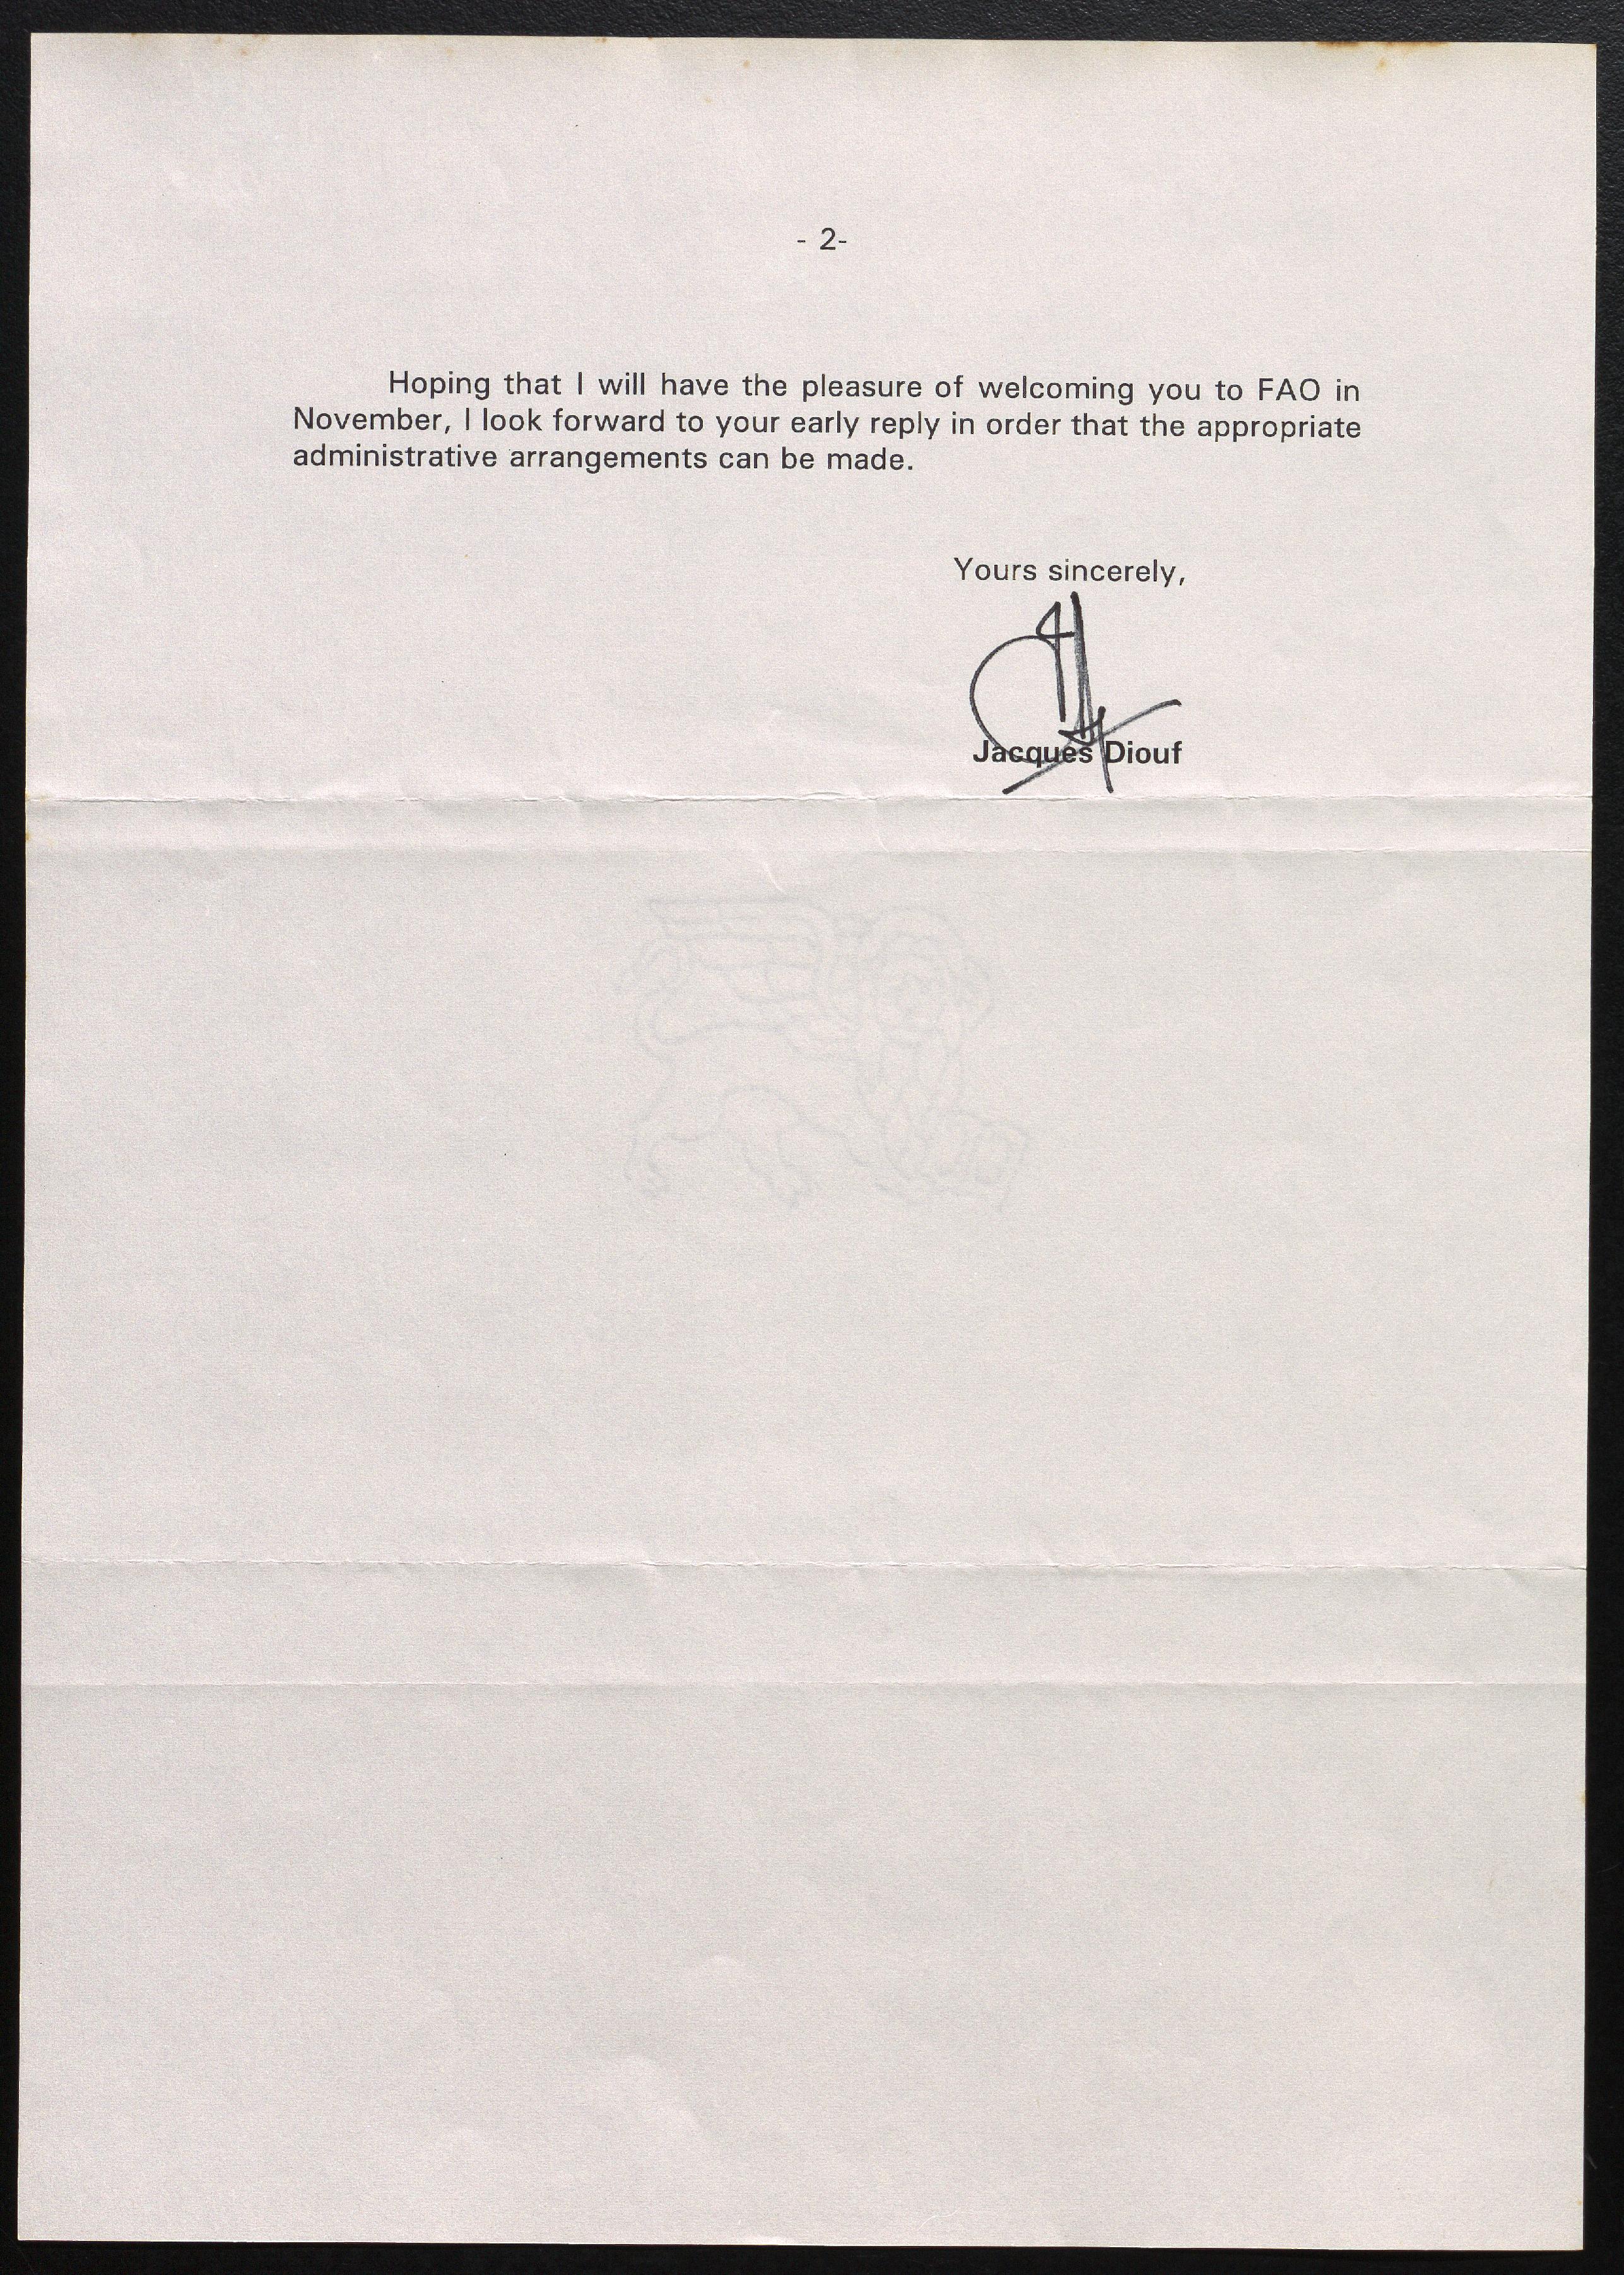 - 2-
Hoping that I will have the pleasure of welcoming you to FAO in
November, I look forward to your early reply in order that the appropriate
administrative arrangements can be made.
Yours sincerely,
Jacques Diouf